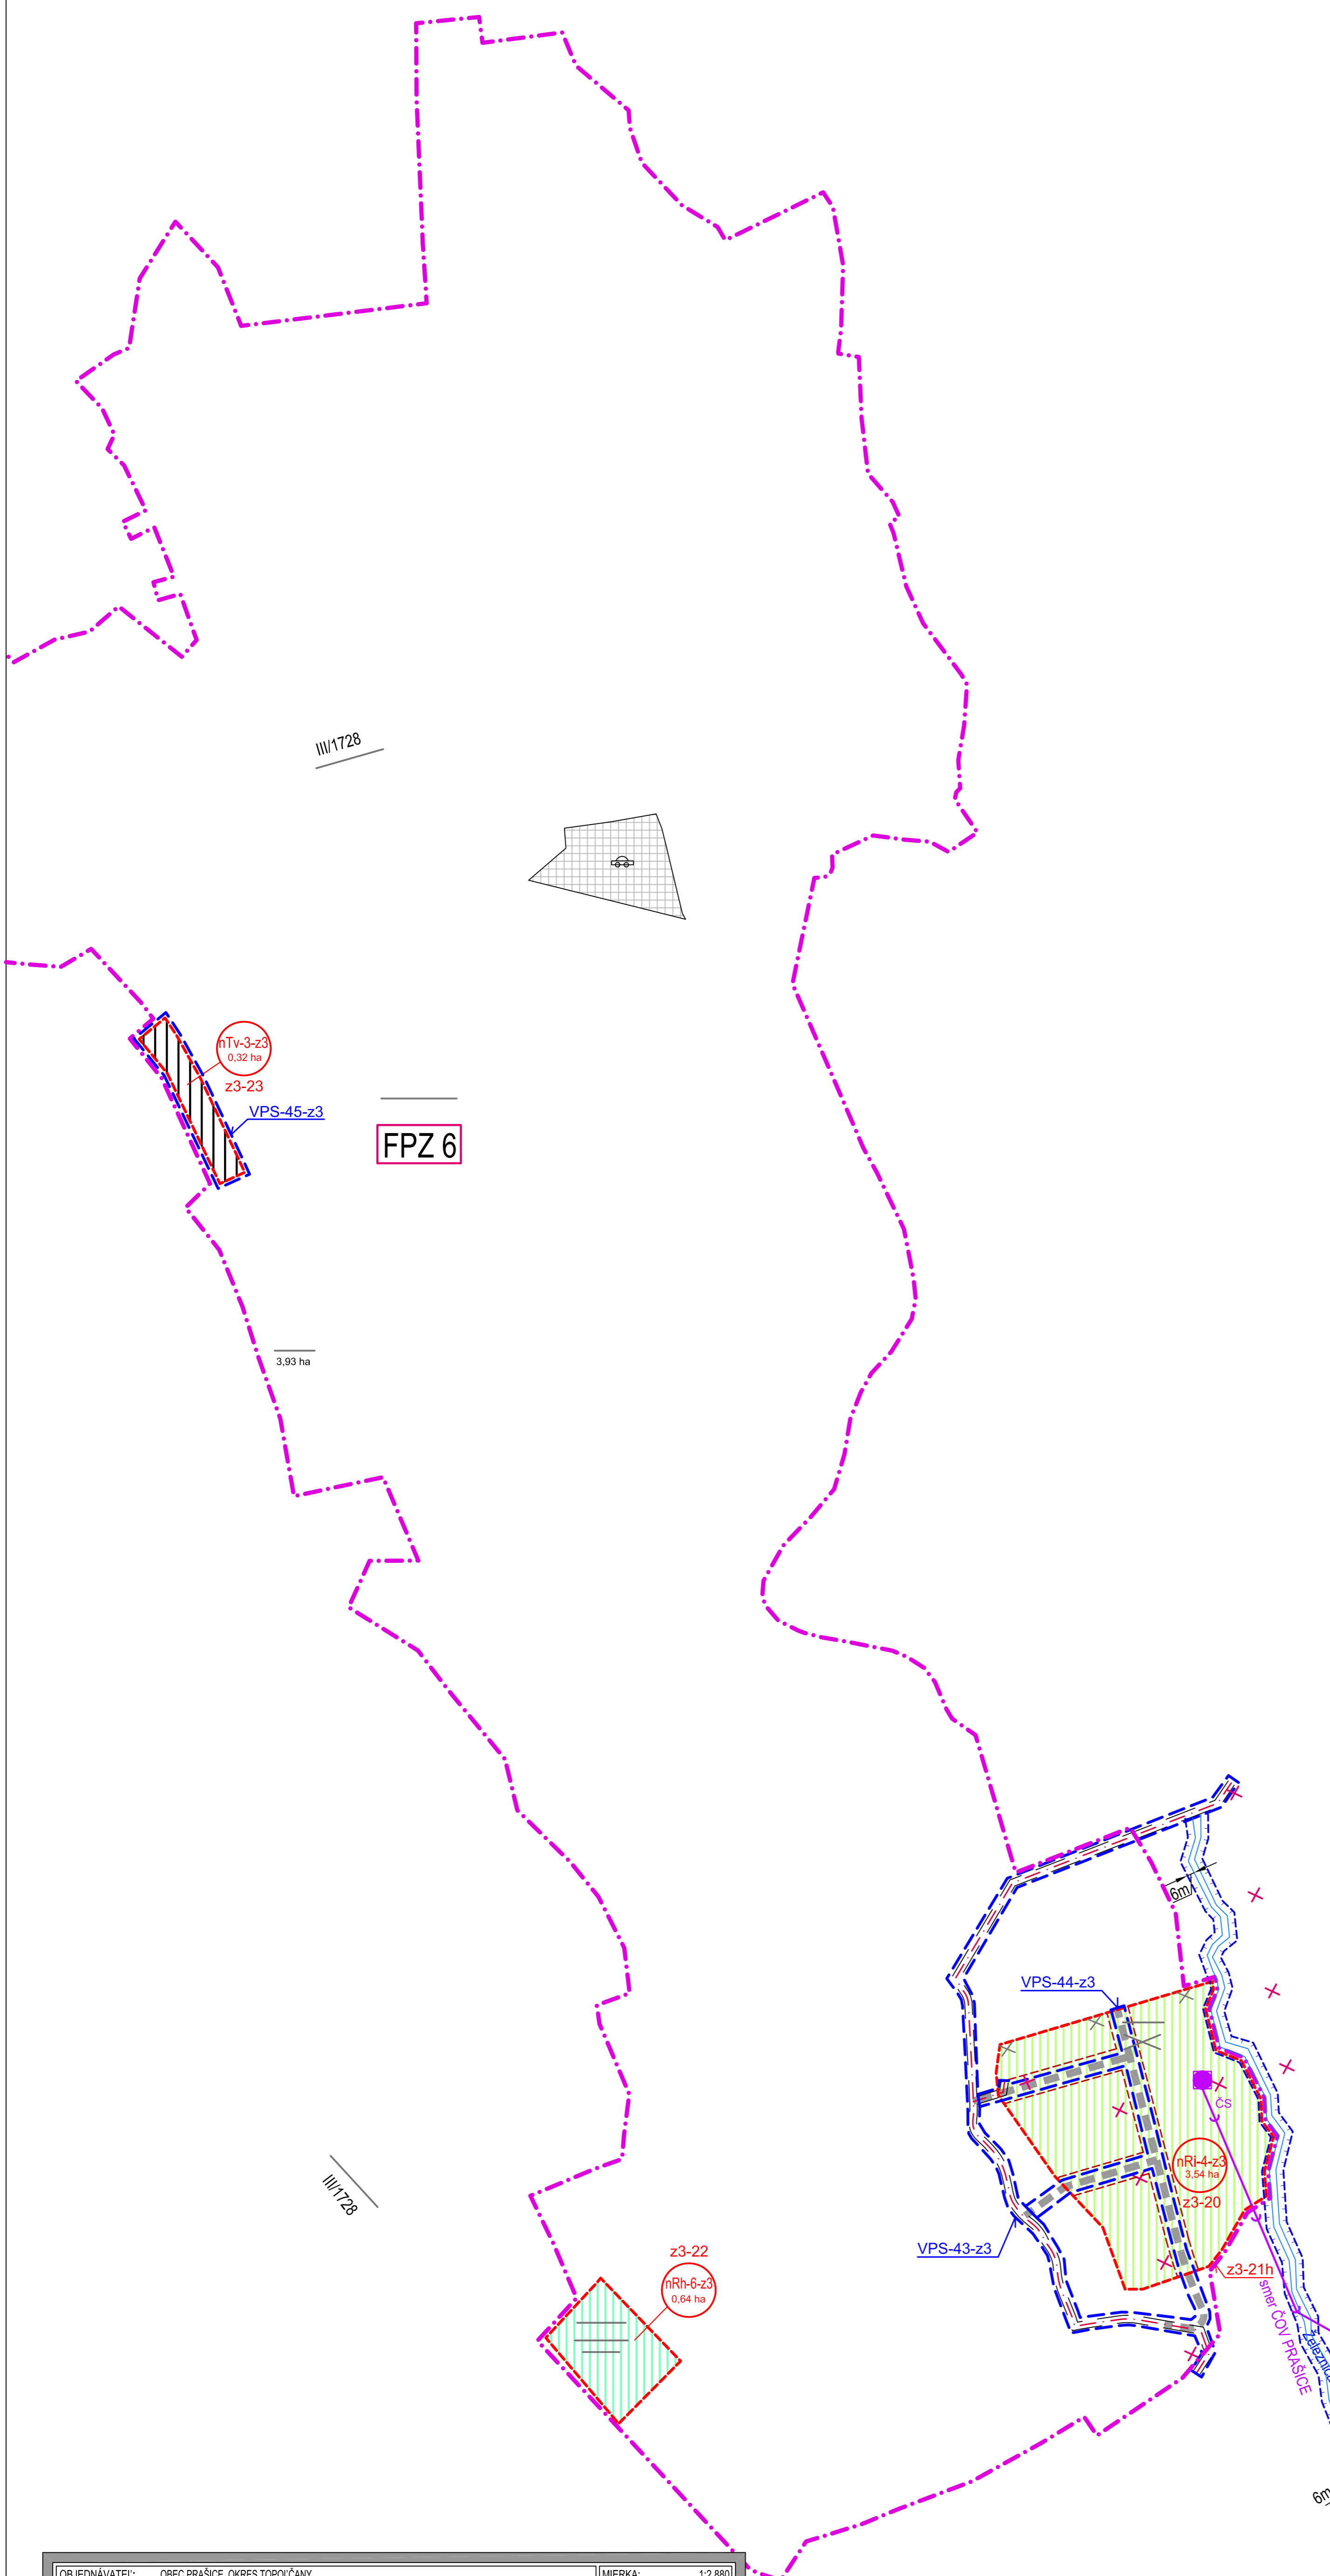 III/1728
nTv-3-z3
0,32 ha
z3-23
VPS-45-z3
FPZ 6
3,93 ha
6m
VPS-44-z3
ČS
nRi-4-z3
3,54 ha
z3-20
III/1728
VPS-43-z3
z3-22
nRh-6-z3
0,64 ha
z3-21h
smer ČOV PRAŠICE
6m
OBJEDNÁVATEĽ: OBEC PRAŠICE, OKRES TOPOĽČANY
MIERKA: 1:2 880